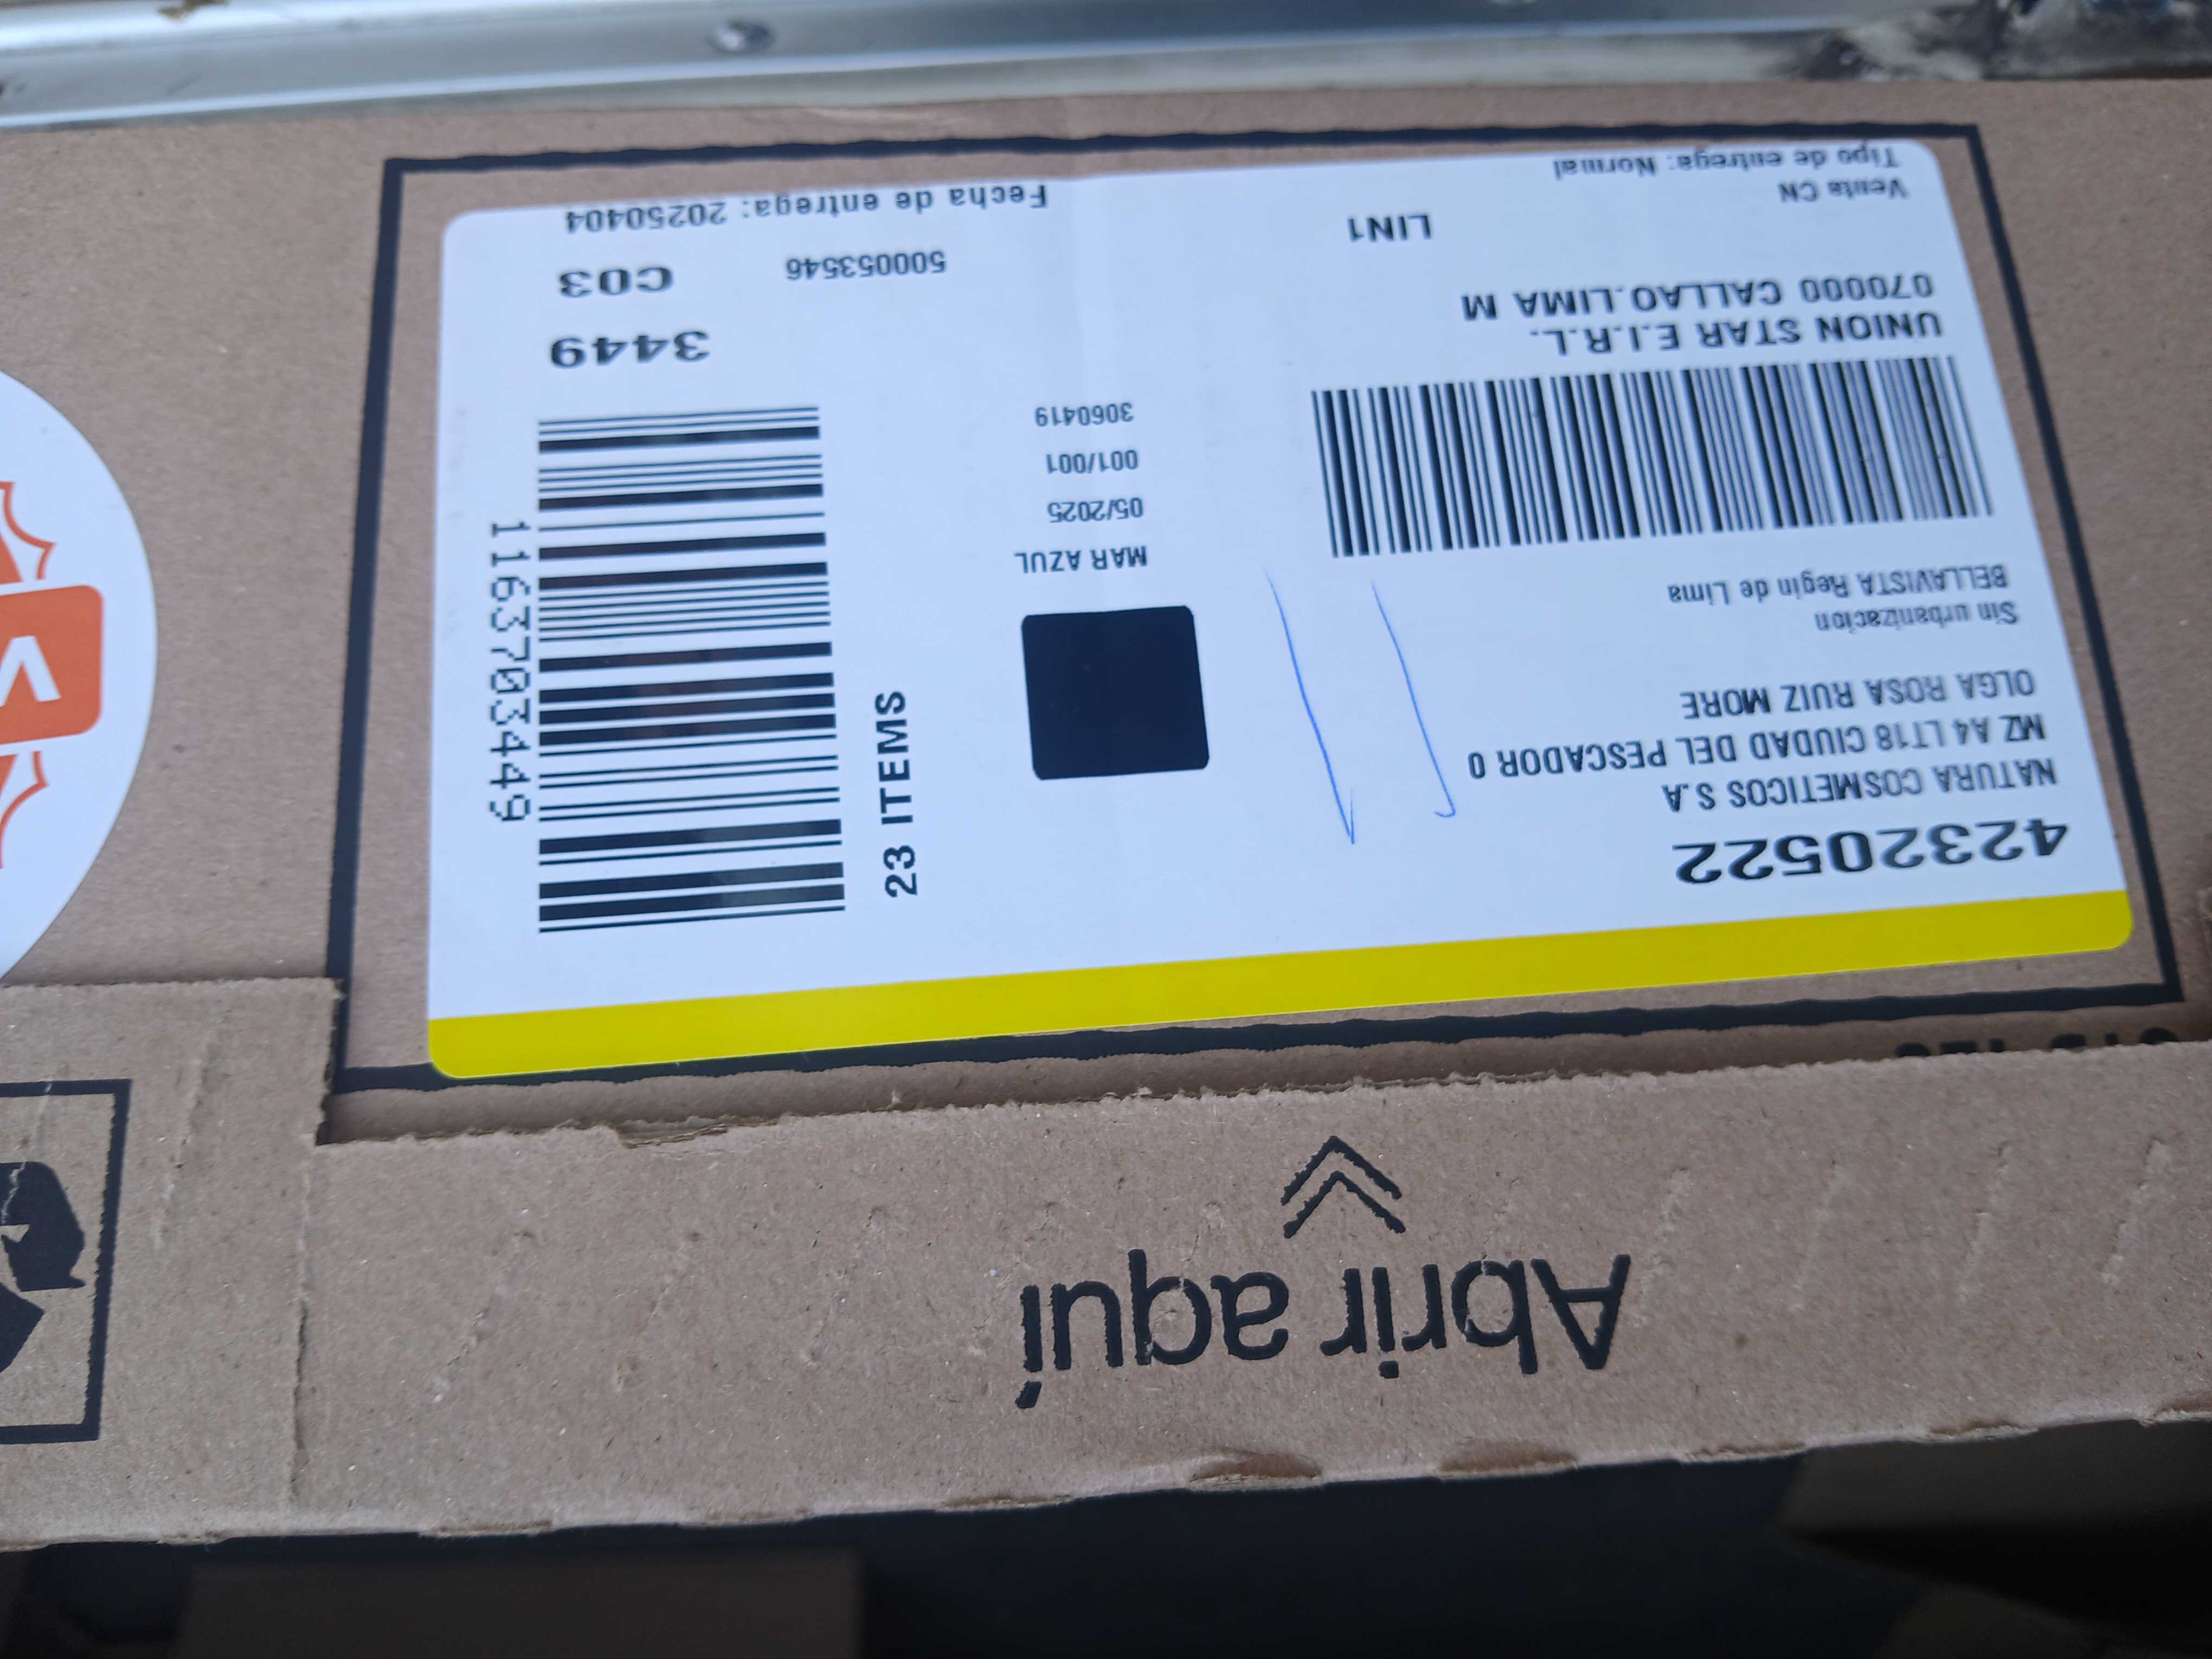 Abrir aquí
42320522
NATURA COSMETICOS S.A
MZ A4 LT18 CIUDAD DEL PESCADOR 0
OLGA ROSA RUIZ MORE
Sin urbanizacion
BELLAVISTA Regin de Lima
UNION STAR E.I.R.L.
070000 CALLAO.LIMA M
LIN1
Venta CN
Tipo de entrega: Normal
MAR AZUL
05/2025
001/001
3060419
23 ITEMS
1163703449
3449
C03
500053546
Fecha de entrega: 20250404